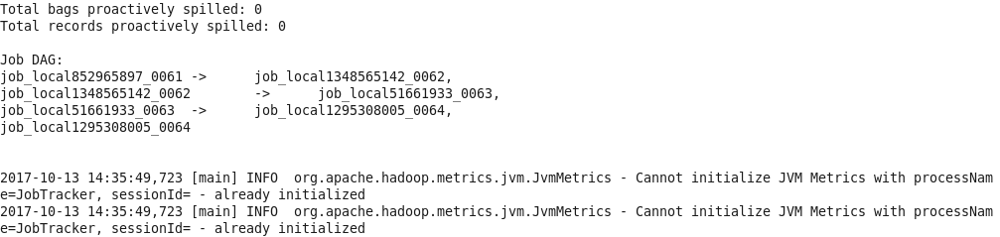 Total bags proactively spilled: 0
Total records proactively spilled: 0
Job DAG:
job_local852965897_0061 ->      job_local1348565142_0062,
job_local1348565142_0062        ->      job_local51661933_0063,
job_local51661933_0063  ->      job_local1295308005_0064,
job_local1295308005_0064
2017-10-13 14:35:49,723 [main] INFO  org.apache.hadoop.metrics.jvm.JvmMetrics - Cannot initialize JVM Metrics with processNam
e=JobTracker, sessionId= - already initialized
2017-10-13 14:35:49,723 [main] INFO  org.apache.hadoop.metrics.jvm.JvmMetrics - Cannot initialize JVM Metrics with processNam
e=JobTracker, sessionId= - already initialized